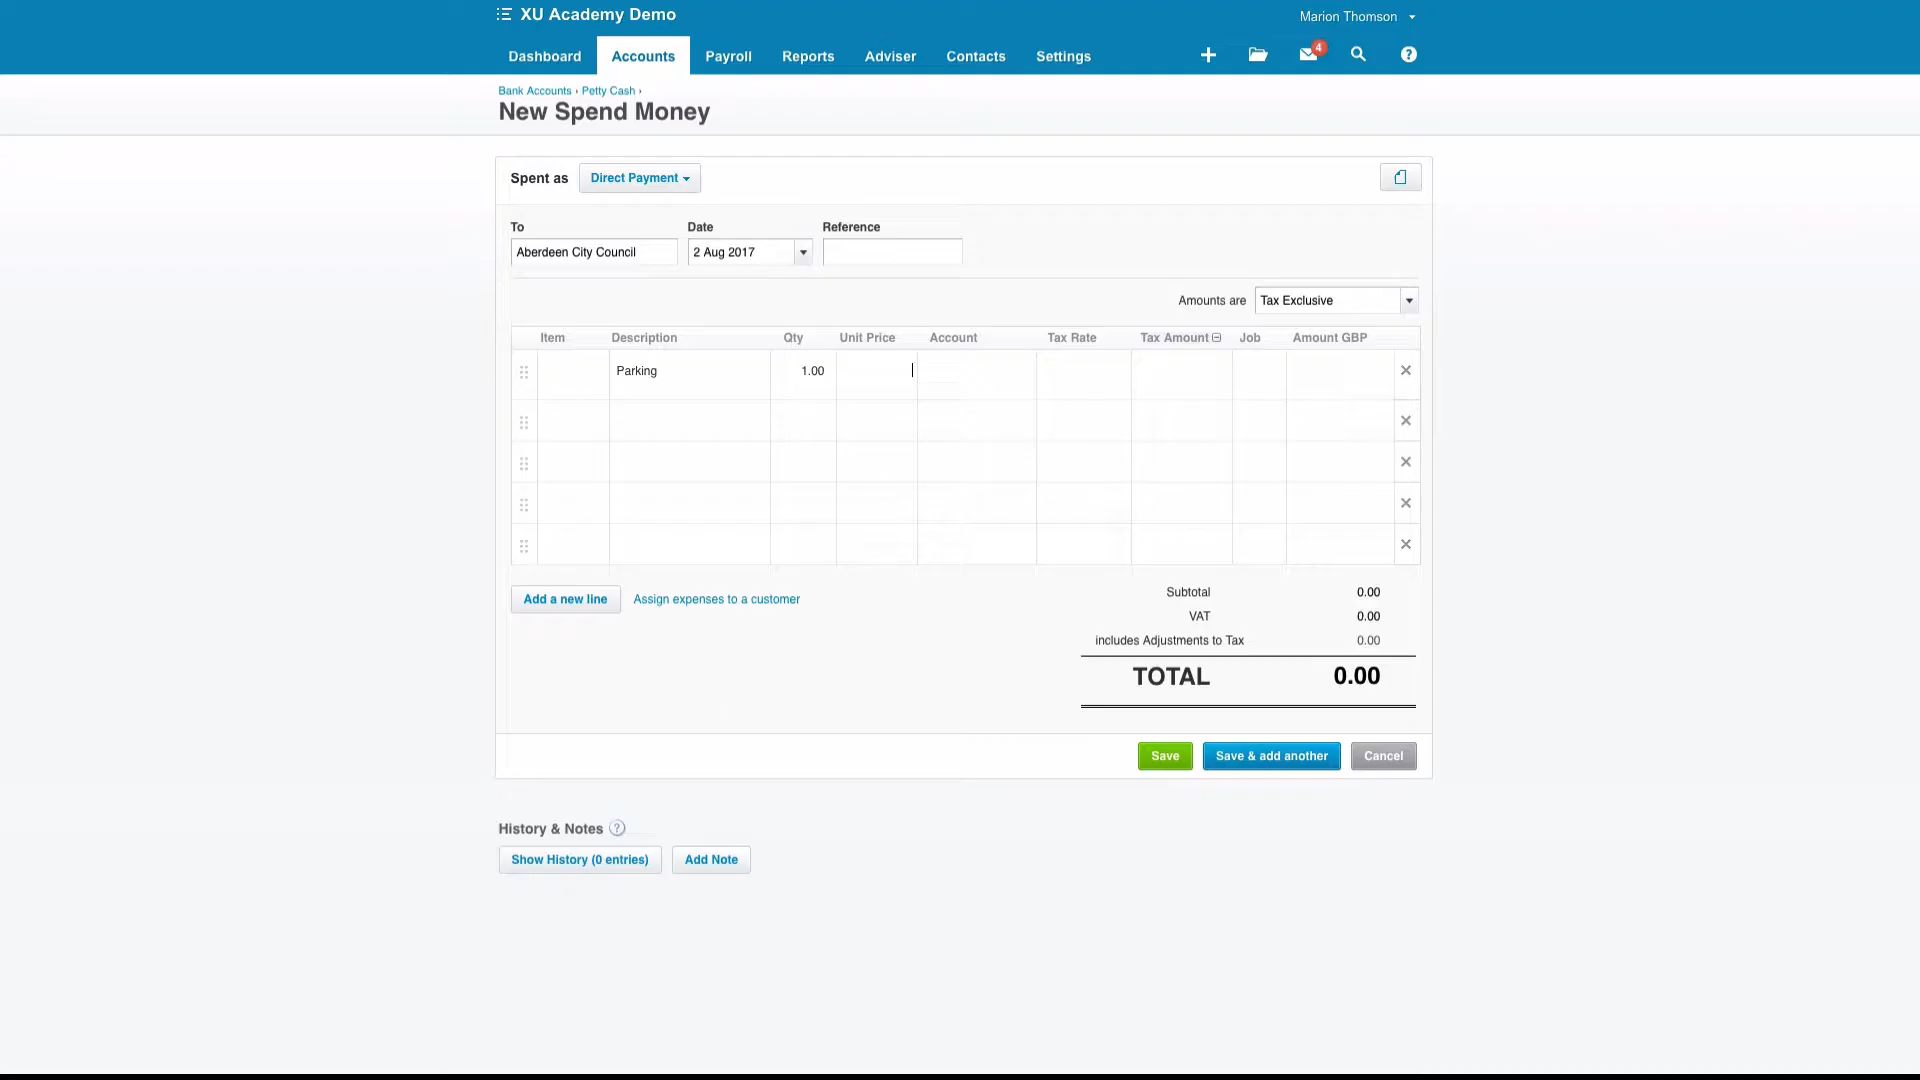 XU Academy Demo
Marion Thomson
Dashboard Accounts Payroll Reports Adviser Contacts Settings
4
Bank Accounts › Petty Cash ›
New Spend Money
Spent as Direct Payment
To Date Reference
Aberdeen City Council 2 Aug 2017
Amounts are Tax Exclusive
Item Description Qty Unit Price Account Tax Rate Tax Amount Job Amount GBP
Parking 1.00
Add a new line Assign expenses to a customer
Subtotal 0.00
VAT 0.00
includes Adjustments to Tax 0.00
TOTAL 0.00
Save Save & add another Cancel
History & Notes ?
Show History (0 entries) Add Note